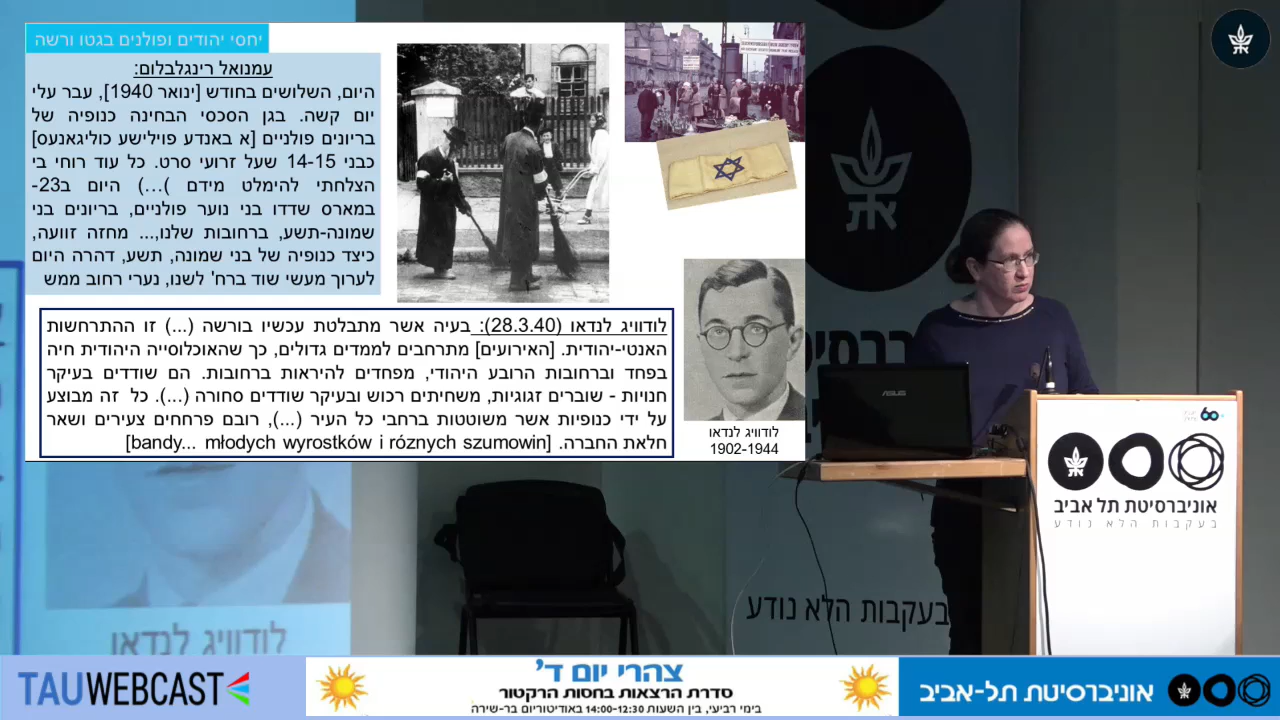 יחסי יהודים ופולנים בגטו ורשה
עמנואל רינגלבלום:
היום, השלושים בחודש [ינואר 1940], עבר עלי
יום קשה. בגן הסכסי הבחינה כנופיה של
בריונים פולניים [א באנדע פוילישע כוליגאנעס]
כבני 14-15 שעל זרועי סרט. כל עוד רוחי בי
הצלחתי להימלט מידם )...( היום ב23-
במארס שדדו בני נוער פולניים, בריונים בני
שמונה-תשע, ברחובות שלנו,... מחזה זוועה,
כיצד כנופיה של בני שמונה, תשע, דהרה היום
לערוך מעשי שוד ברח' לשנו, נערי רחוב ממש
לודוויג לנדאו (28.3.40): בעיה אשר מתבלטת עכשיו בורשה (...) זו ההתרחשות
האנטי-יהודית. [האירועים] מתרחבים לממדים גדולים, כך שהאוכלוסייה היהודית חיה
בפחד וברחובות הרובע היהודי, מפחדים להיראות ברחובות. הם שודדים בעיקר
חנויות - שוברים זגוגיות, משחיתים רכוש ובעיקר שודדים סחורה (...). כל זה מבוצע
על ידי כנופיות אשר משוטטות ברחבי כל העיר (...), רובם פרחחים צעירים ושאר
חלאת החברה. [bandy... młodych wyrostków i róznych szumowin]
לודוויג לנדאו
1902-1944
לודוויג לנדאו
ASUS
60
אוניברסיטת תל אביב
בעקבות הלא נודע
בעקבות הלא נודע
TAUWEBCAST
צהרי יום ד'
סדרת הרצאות בחסות הרקטור
בימי רביעי, בין השעות 14:00-12:30 באודיטוריום בר-שירה
אוניברסיטת תל-אביב